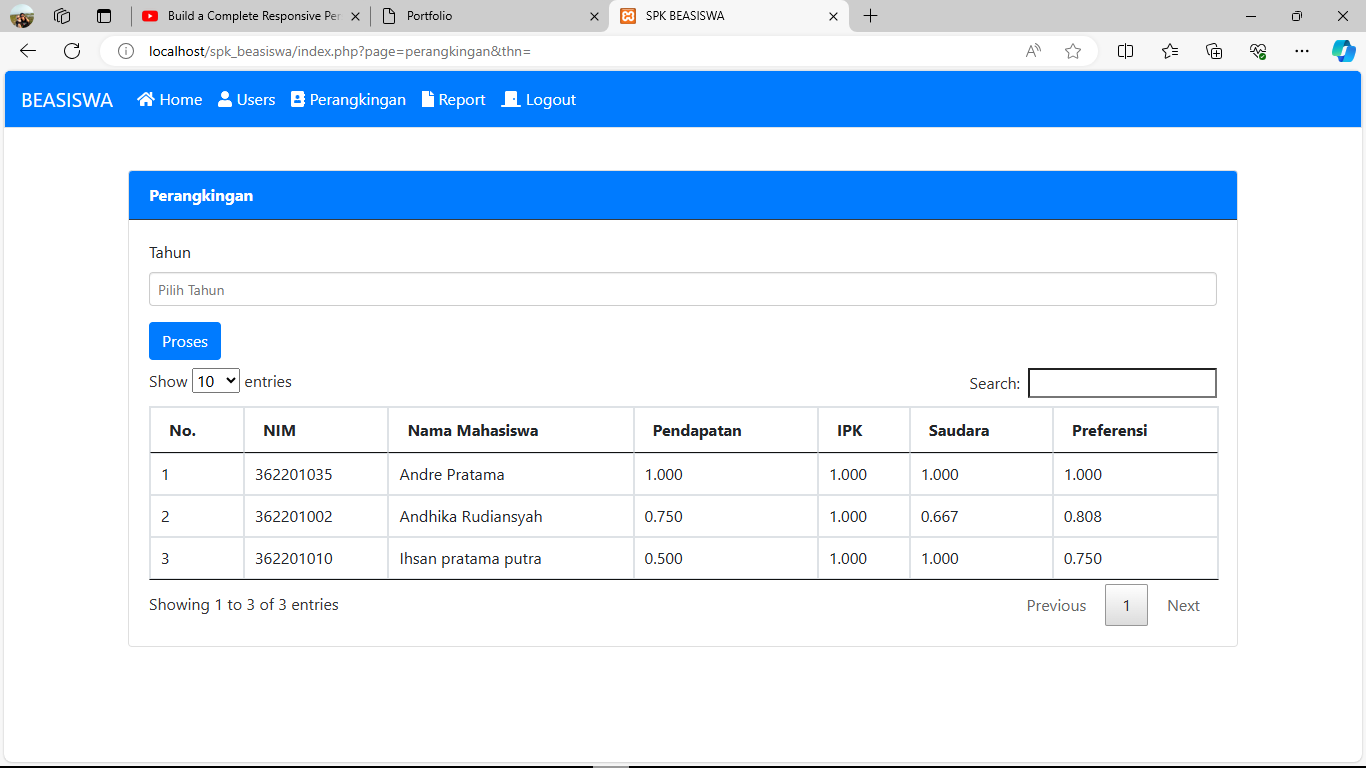 Build a Complete Responsive Per
Portfolio
SPK BEASISWA
localhost/spk_beasiswa/index.php?page=perangkingan&thn=
BEASISWA Home Users Perangkingan Report Logout
Perangkingan
Tahun
Pilih Tahun
Proses
Show 10 entries Search:
No. NIM Nama Mahasiswa Pendapatan IPK Saudara Preferensi
1 362201035 Andre Pratama 1.000 1.000 1.000 1.000
2 362201002 Andhika Rudiansyah 0.750 1.000 0.667 0.808
3 362201010 Ihsan pratama putra 0.500 1.000 1.000 0.750
Showing 1 to 3 of 3 entries Previous 1 Next